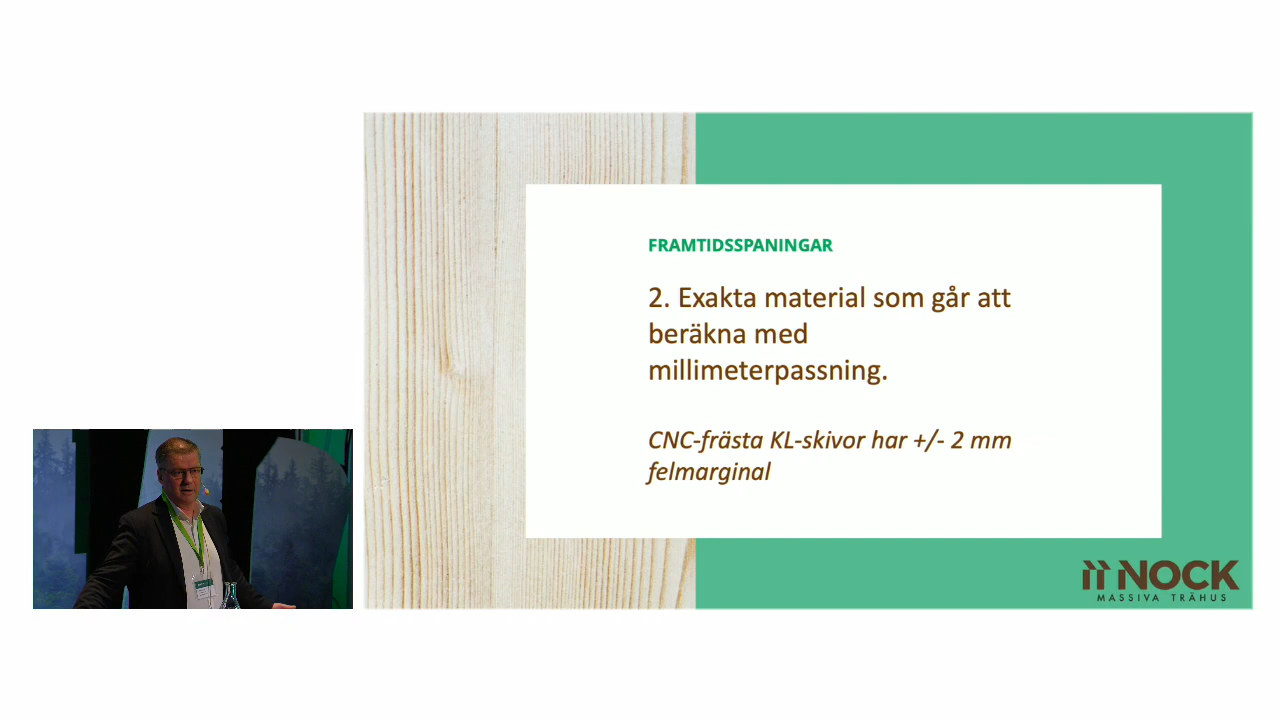 FRAMTIDSSPANINGAR
2. Exakta material som går att
beräkna med
millimeterpassning.
CNC-frästa KL-skivor har +/- 2 mm
felmarginal
NOCK
MASSIVA TRÄHUS